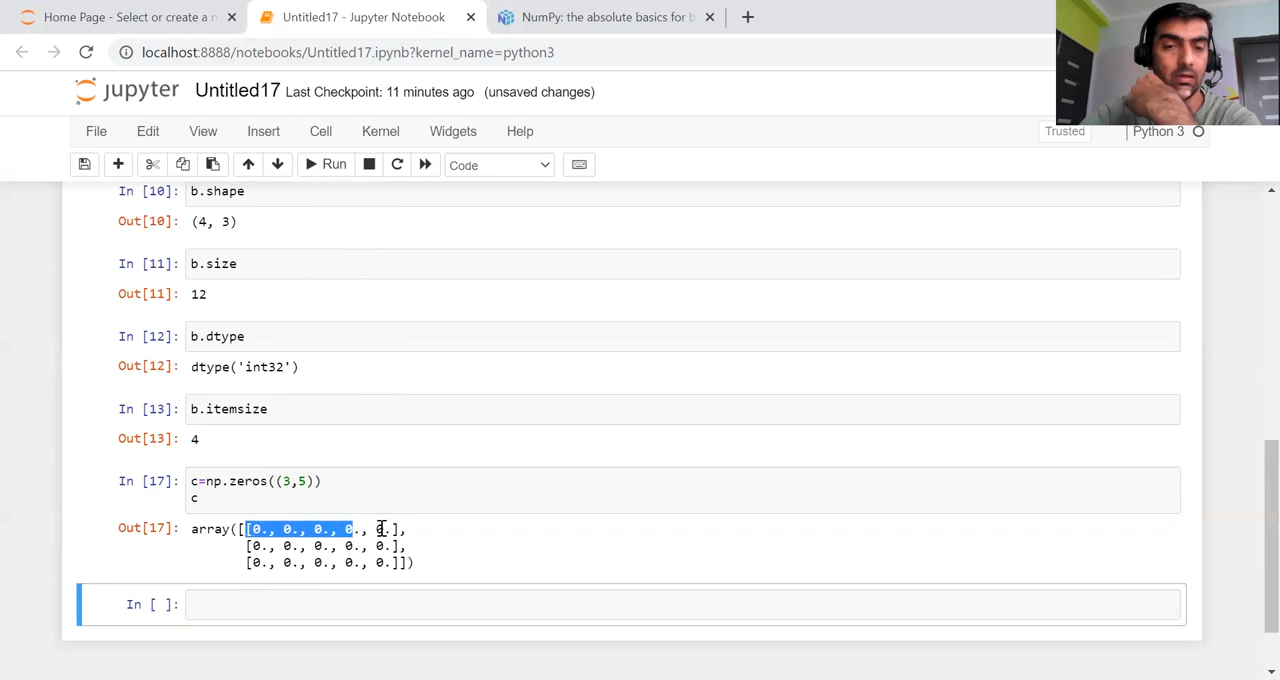 Home Page - Select or create a n
Untitled17 - Jupyter Notebook
NumPy: the absolute basics for b
localhost:8888/notebooks/Untitled17.ipynb?kernel_name=python3
jupyter Untitled17 Last Checkpoint: 11 minutes ago (unsaved changes)
File Edit View Insert Cell Kernel Widgets Help
Trusted Python 3
Run Code
In [10]: b.shape
Out[10]: (4, 3)
In [11]: b.size
Out[11]: 12
In [12]: b.dtype
Out[12]: dtype('int32')
In [13]: b.itemsize
Out[13]: 4
In [17]: c=np.zeros((3,5))
c
Out[17]: array([[0., 0., 0., 0., 0.],
[0., 0., 0., 0., 0.],
[0., 0., 0., 0., 0.]])
In [ ]: